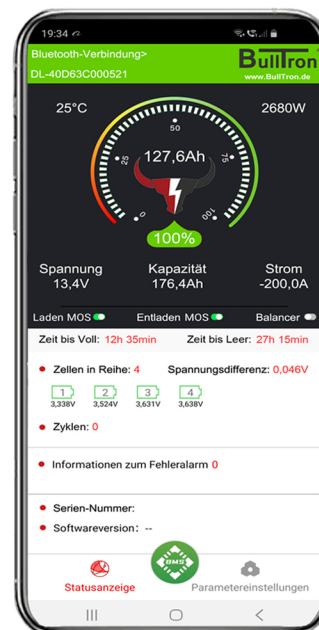 19:34
Bluetooth-Verbindung>
DL-40D63C000521
BullTron
www.BullTron.de
25°C
2680W
0
25
50
75
100
127,6Ah
100%
Spannung
13,4V
Kapazität
176,4Ah
Strom
-200,0A
Laden MOS
Entladen MOS
Balancer
Zeit bis Voll: 12h 35min
Zeit bis Leer: 27h 15min
Zellen in Reihe: 4
Spannungsdifferenz: 0,046V
1
2
3
4
3,338V
3,524V
3,631V
3,638V
Zyklen: 0
Informationen zum Fehleralarm 0
Serien-Nummer:
Softwareversion: --
BMS
Statusanzeige
Parametereinstellungen